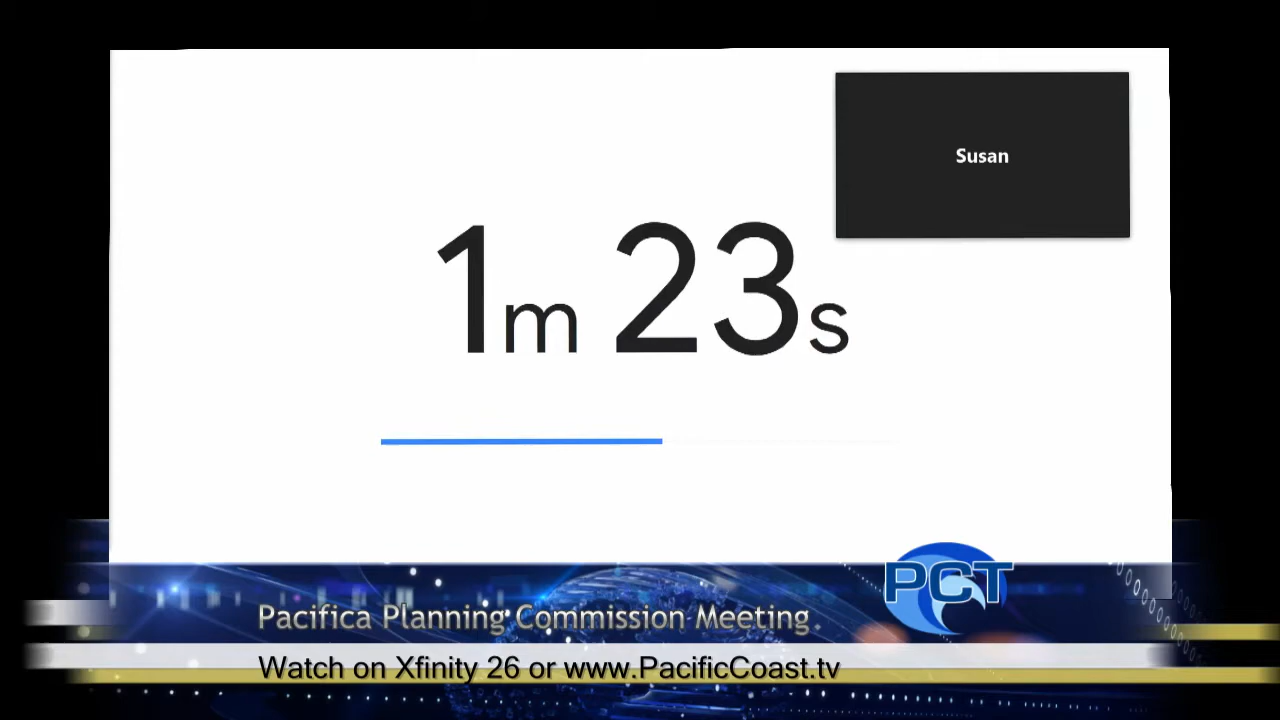 Susan
1m 23s
PCT
Pacifica Planning Commission Meeting.
Watch on Xfinity 26 or www.PacificCoast.tv